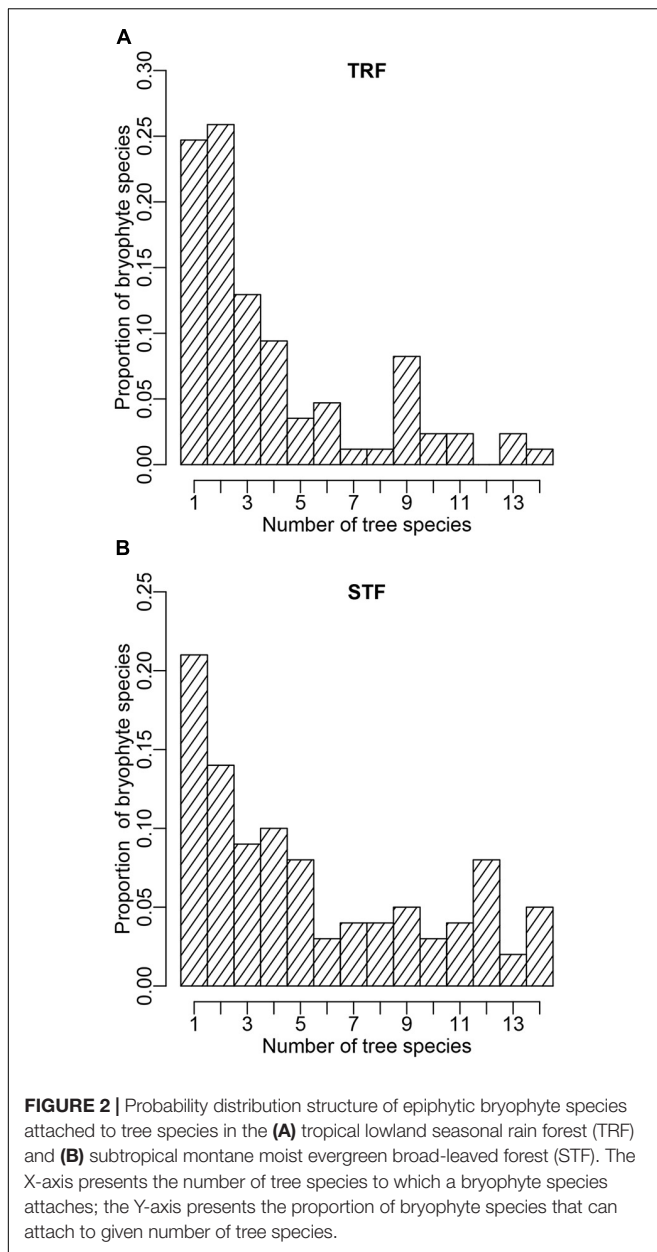 A
TRF
0.30
0.25
0.20
0.15
0.10
0.05
0.00
Proportion of bryophyte species
1 3 5 7 9 11 13
Number of tree species
B
STF
0.25
0.20
0.15
0.10
0.05
0.00
Proportion of bryophyte species
1 3 5 7 9 11 13
Number of tree species
FIGURE 2 | Probability distribution structure of epiphytic bryophyte species
attached to tree species in the (A) tropical lowland seasonal rain forest (TRF)
and (B) subtropical montane moist evergreen broad-leaved forest (STF). The
X-axis presents the number of tree species to which a bryophyte species
attaches; the Y-axis presents the proportion of bryophyte species that can
attach to given number of tree species.